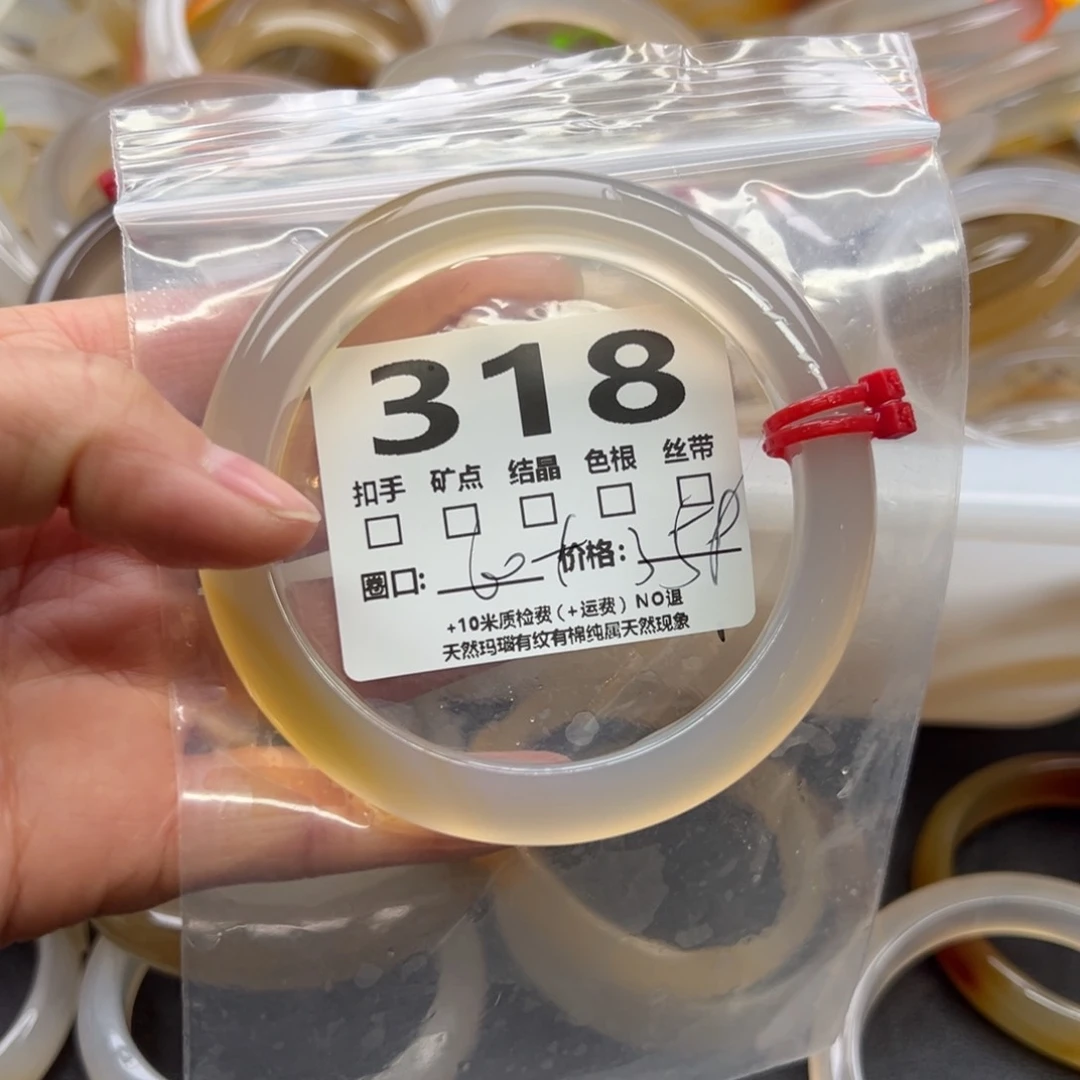 318
扣手 矿点 结晶 色根 丝带
圈口: 价格:
+10米质检费(+运费)NO退
天然玛瑙有纹有棉纯属天然现象